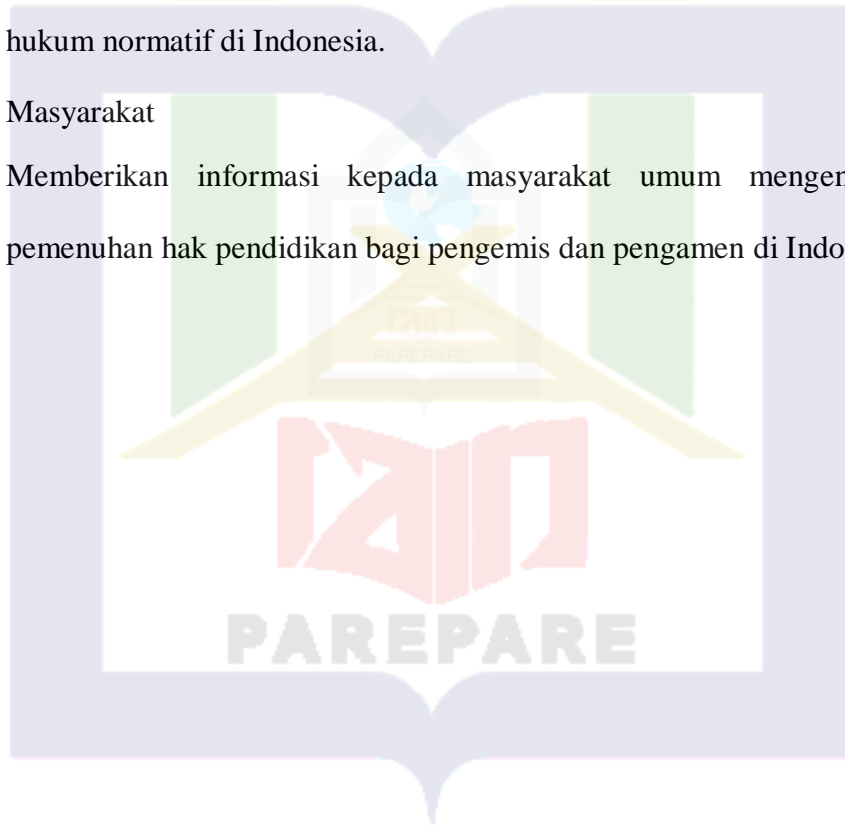 hukum normatif di Indonesia.
Masyarakat
Memberikan informasi kepada masyarakat umum
pemenuhan hak pendidikan bagi pengemis dan pengamen di
PAREPARE
PAREPARE